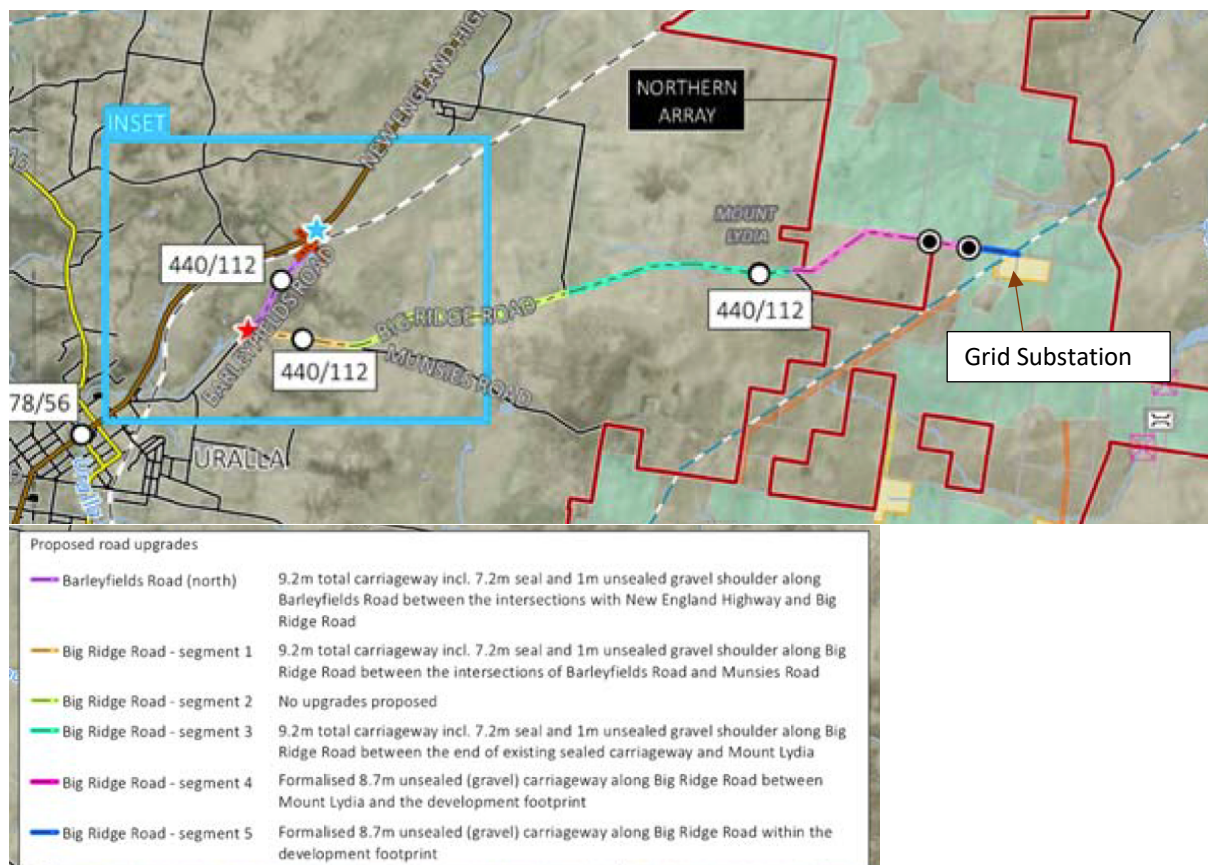 NEW ENGLAND HIGH
NORTHERN
ARRAY
INSET
MOUNT
LYDIA
440/112
BARLEYFIELDS ROAD
BIG RIDGE ROAD
440/112
440/112
MUNSIES ROAD
Grid Substation
78/56
URALLA
Uralla
Proposed road upgrades
Barleyfields Road (north) 9.2m total carriageway incl. 7.2m seal and 1m unsealed gravel shoulder along
Barleyfields Road between the intersections with New England Highway and Big
Ridge Road
Big Ridge Road - segment 1 9.2m total carriageway incl. 7.2m seal and 1m unsealed gravel shoulder along Big
Ridge Road between the intersections of Barleyfields Road and Munsies Road
Big Ridge Road - segment 2 No upgrades proposed
Big Ridge Road - segment 3 9.2m total carriageway incl. 7.2m seal and 1m unsealed gravel shoulder along Big
Ridge Road between the end of existing sealed carriageway and Mount Lydia
Big Ridge Road - segment 4 Formalised 8.7m unsealed (gravel) carriageway along Big Ridge Road between
Mount Lydia and the development footprint
Big Ridge Road - segment 5 Formalised 8.7m unsealed (gravel) carriageway along Big Ridge Road within the
development footprint